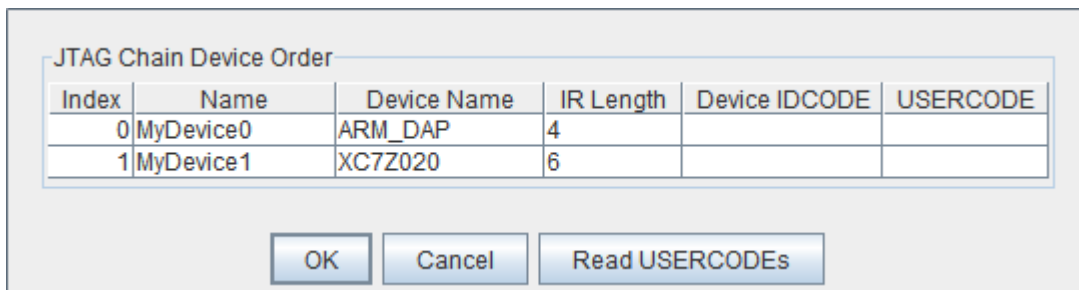 JTAG Chain Device Order
Index Name Device Name IR Length Device IDCODE USERCODE
0 MyDevice0 ARM_DAP 4
1 MyDevice1 XC7Z020 6
OK Cancel Read USERCODEs